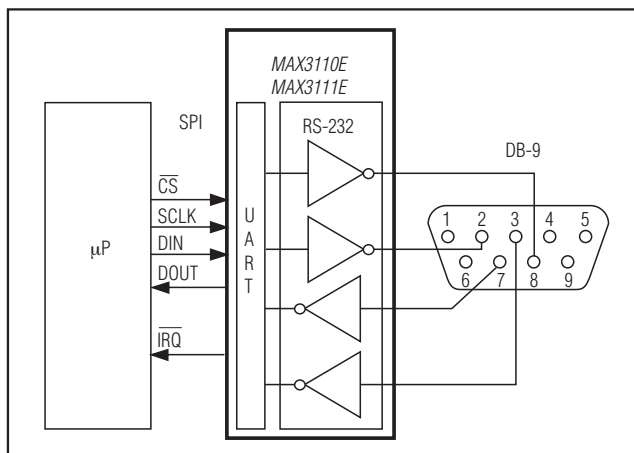 MAX3110E
MAX3111E
SPI
RS-232
DB-9
CS
SCLK
DIN
DOUT
IRQ
μP
UART
1 2 3 4 5
6 7 8 9